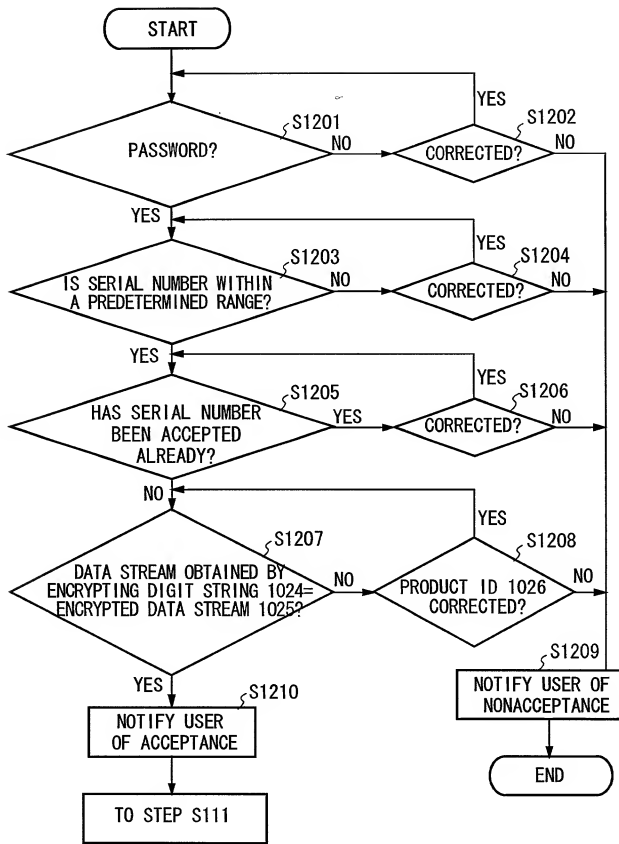 START
YES
S1201
S1202
PASSWORD?
NO
CORRECTED?
NO
YES
YES
S1203
S1204
IS SERIAL NUMBER WITHIN
A PREDETERMINED RANGE?
NO
CORRECTED?
NO
YES
YES
S1205
S1206
HAS SERIAL NUMBER
BEEN ACCEPTED
ALREADY?
YES
CORRECTED?
NO
NO
YES
S1207
S1208
DATA STREAM OBTAINED BY
ENCRYPTING DIGIT STRING 1024=
ENCRYPTED DATA STREAM 1025?
NO
PRODUCT ID 1026
CORRECTED?
NO
YES
S1210
S1209
NOTIFY USER
OF ACCEPTANCE
NOTIFY USER OF
NONACCEPTANCE
TO STEP S111
END